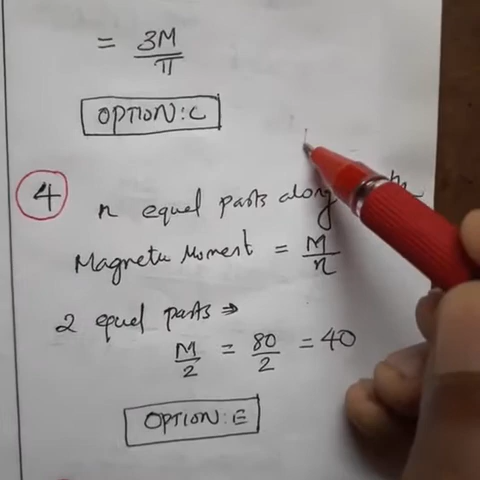 = 3M/π
OPTION: C
4
n equal parts along
Magnetic Moment = M/n
2 equal parts ⇒
M/2 = 80/2 = 40
OPTION: E